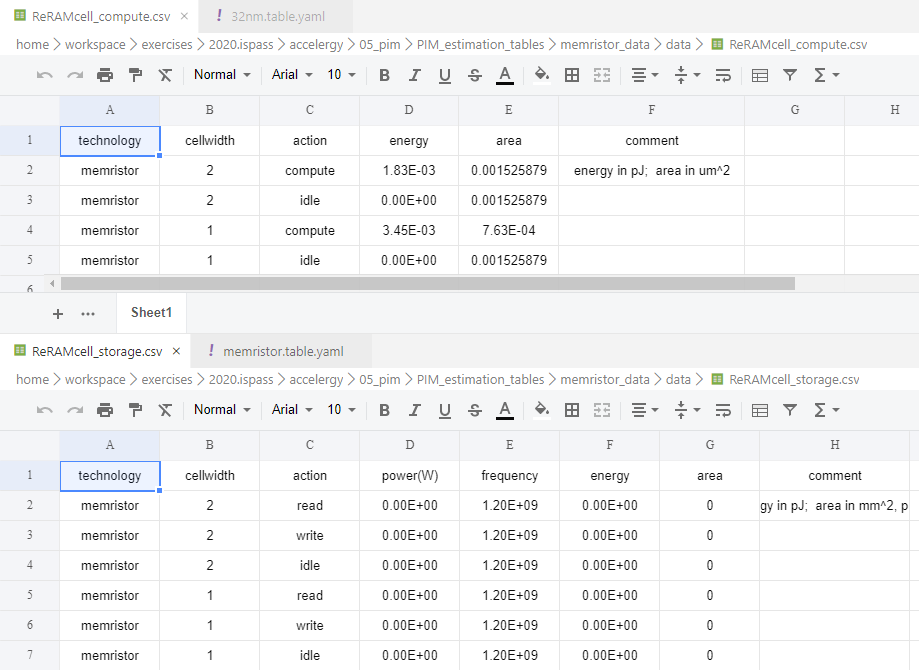 ReRAMcell_compute.csv × ! 32nm.table.yaml
home > workspace > exercises > 2020.ispass > accelergy > 05_pim > PIM_estimation_tables > memristor_data > data > ReRAMcell_compute.csv
Normal Arial 10 B I U S A Σ
A B C D E F G H
1 technology cellwidth action energy area comment
2 memristor 2 compute 1.83E-03 0.001525879 energy in pJ; area in um^2
3 memristor 2 idle 0.00E+00 0.001525879
4 memristor 1 compute 3.45E-03 7.63E-04
5 memristor 1 idle 0.00E+00 0.001525879
6
+ ... Sheet1
ReRAMcell_storage.csv × ! memristor.table.yaml
home > workspace > exercises > 2020.ispass > accelergy > 05_pim > PIM_estimation_tables > memristor_data > data > ReRAMcell_storage.csv
Normal Arial 10 B I U S A Σ
A B C D E F G H
1 technology cellwidth action power(W) frequency energy area comment
2 memristor 2 read 0.00E+00 1.20E+09 0.00E+00 0 gy in pJ; area in mm^2, p
3 memristor 2 write 0.00E+00 1.20E+09 0.00E+00 0
4 memristor 2 idle 0.00E+00 1.20E+09 0.00E+00 0
5 memristor 1 read 0.00E+00 1.20E+09 0.00E+00 0
6 memristor 1 write 0.00E+00 1.20E+09 0.00E+00 0
7 memristor 1 idle 0.00E+00 1.20E+09 0.00E+00 0